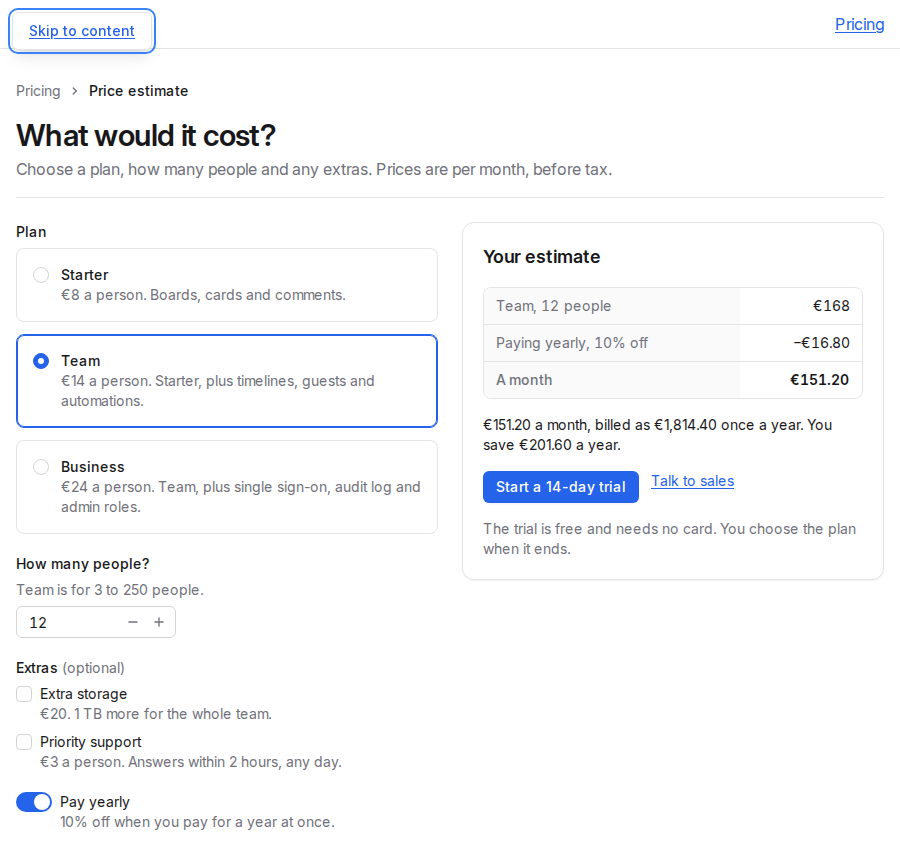 Skip to content
Pricing
Pricing > Price estimate
What would it cost?
Choose a plan, how many people and any extras. Prices are per month, before tax.
Plan
Starter
€8 a person. Boards, cards and comments.
Team
€14 a person. Starter, plus timelines, guests and
automations.
Business
€24 a person. Team, plus single sign-on, audit log and
admin roles.
How many people?
Team is for 3 to 250 people.
12 − +
Extras (optional)
Extra storage
€20. 1 TB more for the whole team.
Priority support
€3 a person. Answers within 2 hours, any day.
Pay yearly
10% off when you pay for a year at once.
Your estimate
Team, 12 people €168
Paying yearly, 10% off −€16.80
A month €151.20
€151.20 a month, billed as €1,814.40 once a year. You
save €201.60 a year.
Start a 14-day trial Talk to sales
The trial is free and needs no card. You choose the plan
when it ends.